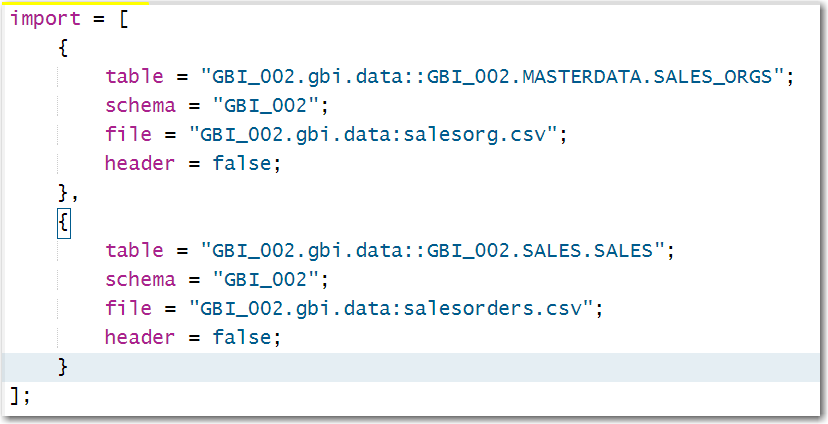 import = [
    {
        table = "GBI_002.gbi.data::GBI_002.MASTERDATA.SALES_ORGS";
        schema = "GBI_002";
        file = "GBI_002.gbi.data:salesorg.csv";
        header = false;
    },
    {
        table = "GBI_002.gbi.data::GBI_002.SALES.SALES";
        schema = "GBI_002";
        file = "GBI_002.gbi.data:salesorders.csv";
        header = false;
    }
];